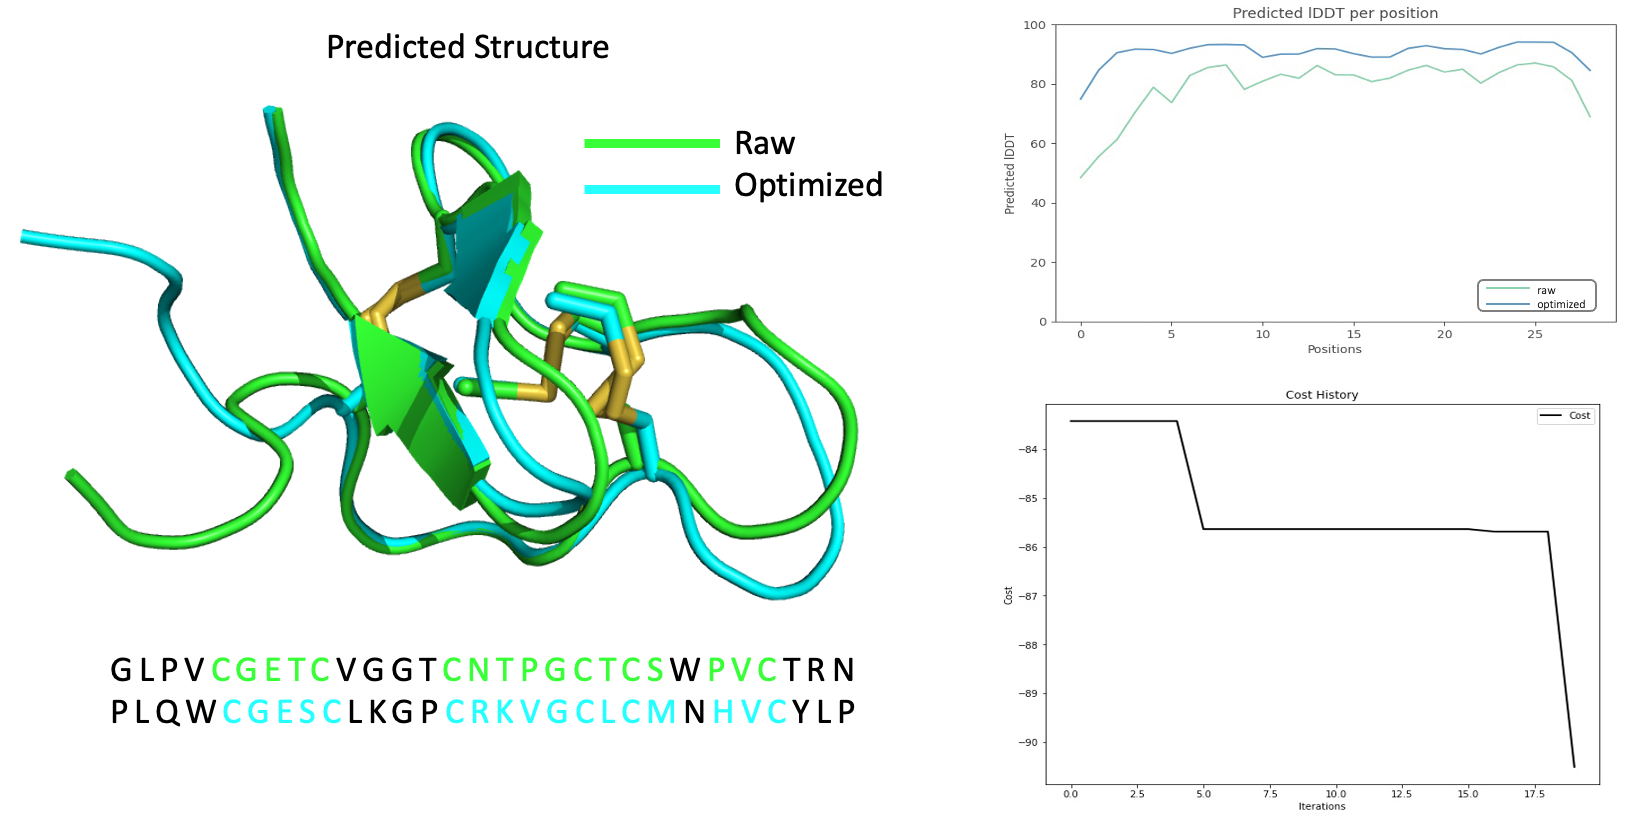 Predicted Structure
Raw
Optimized
G L P V C G E T C V G G T C N T P G C T C S W P V C T R N
P L Q W C G E S C L K G P C R K V G C L C M N H V C Y L P
Predicted lDDT per position
100
80
60
40
20
0
Predicted lDDT
0 5 10 15 20 25
Positions
raw
optimized
Cost History
Cost
−84
−85
−86
−87
−88
−89
−90
Cost
0.0 2.5 5.0 7.5 10.0 12.5 15.0 17.5
Iterations